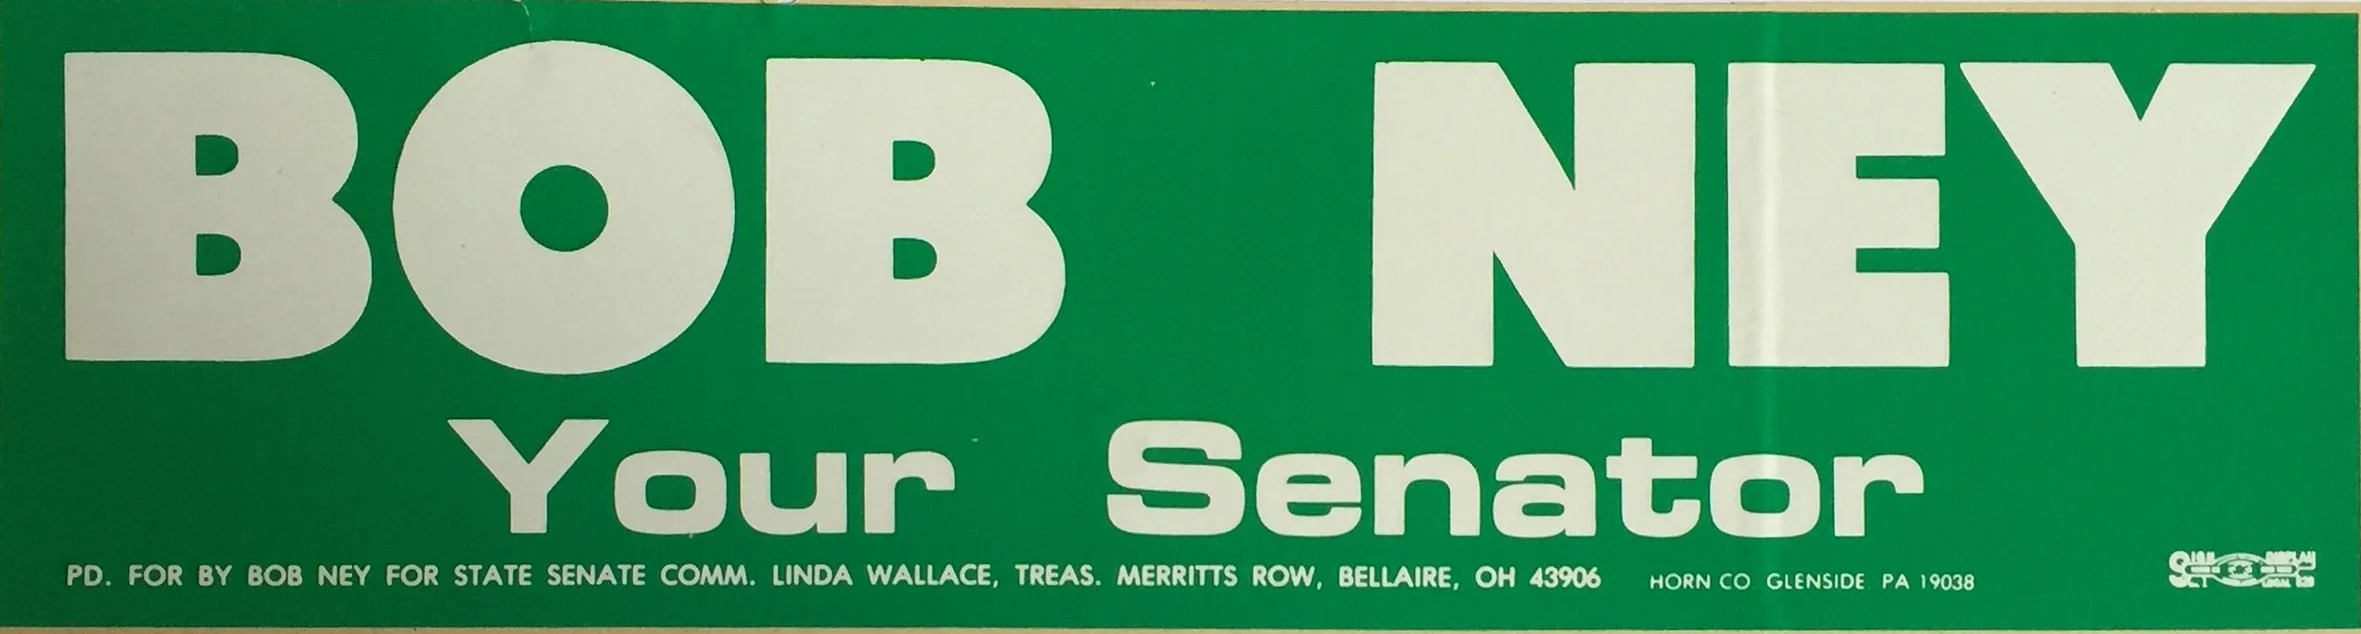 BOB NEY
Your Senator
PD. FOR BY BOB NEY FOR STATE SENATE COMM. LINDA WALLACE, TREAS. MERRITTS ROW, BELLAIRE, OH 43906 HORN CO GLENSIDE PA 19038